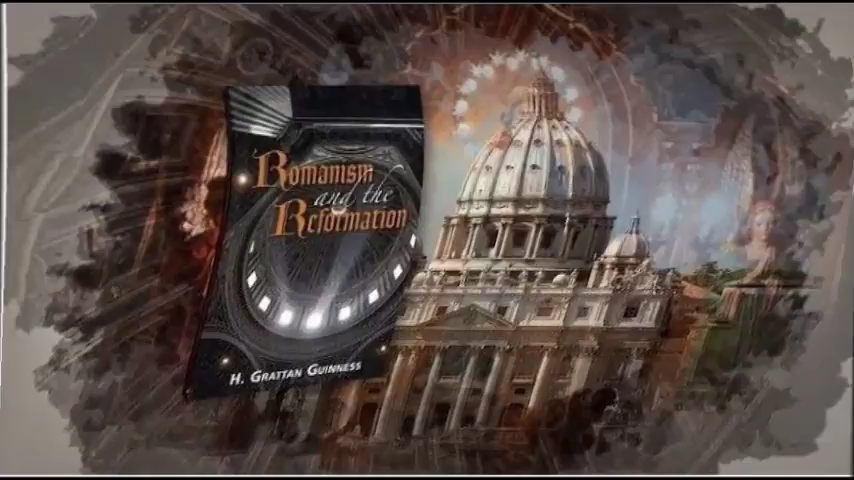 Romanism
and the
Reformation
H. Grattan Guinness